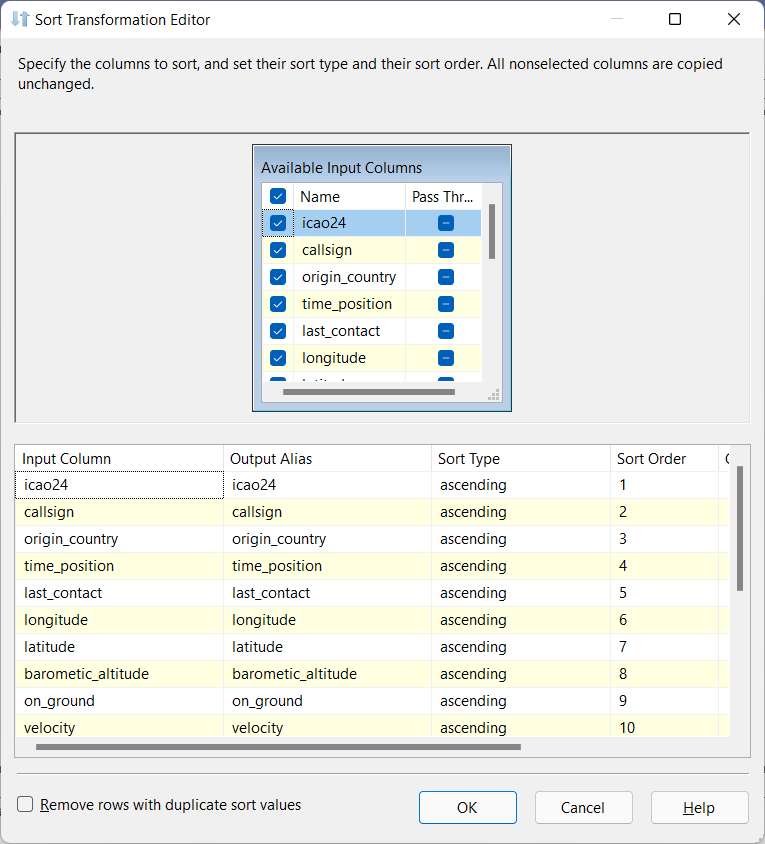 Sort Transformation Editor
Specify the columns to sort, and set their sort type and their sort order. All nonselected columns are copied
unchanged.
Available Input Columns
Name Pass Thr...
icao24
callsign
origin_country
time_position
last_contact
longitude
Input Column Output Alias Sort Type Sort Order
icao24 icao24 ascending 1
callsign callsign ascending 2
origin_country origin_country ascending 3
time_position time_position ascending 4
last_contact last_contact ascending 5
longitude longitude ascending 6
latitude latitude ascending 7
barometic_altitude barometic_altitude ascending 8
on_ground on_ground ascending 9
velocity velocity ascending 10
Remove rows with duplicate sort values
OK Cancel Help